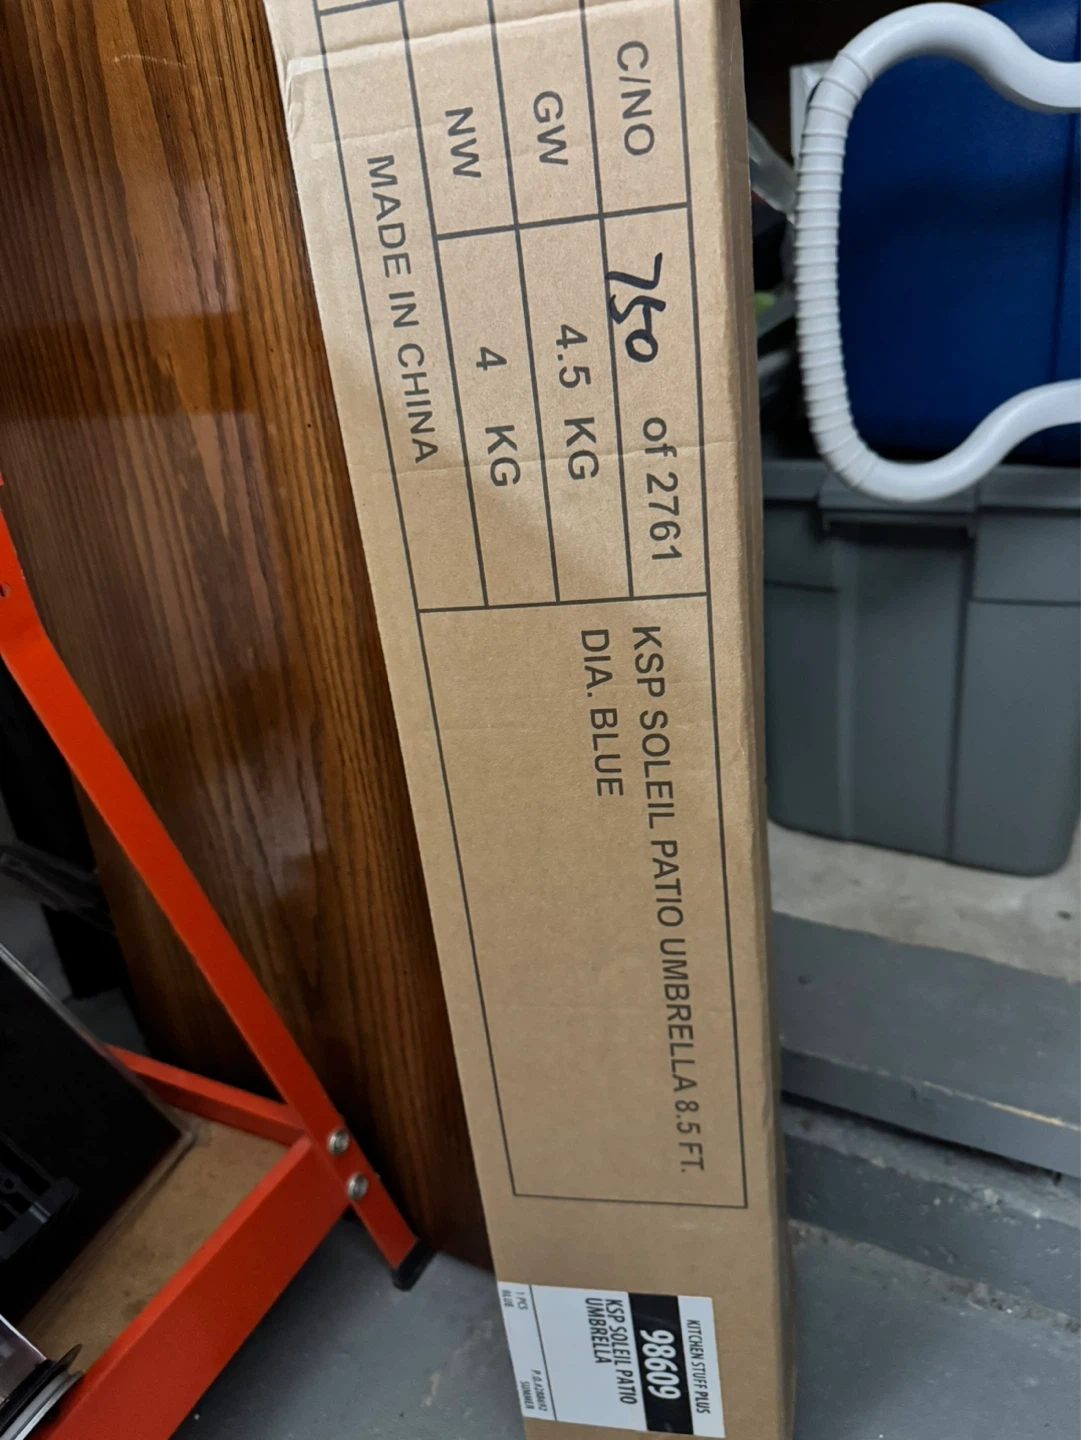 C/NO 750 of 2761
GW 4.5 KG
NW 4 KG
MADE IN CHINA
KSP SOLEIL PATIO UMBRELLA 8.5 FT.
DIA. BLUE
KITCHEN STUFF PLUS
98609
KSP SOLEIL PATIO
UMBRELLA
1 PCS
BLUE
SUMMER